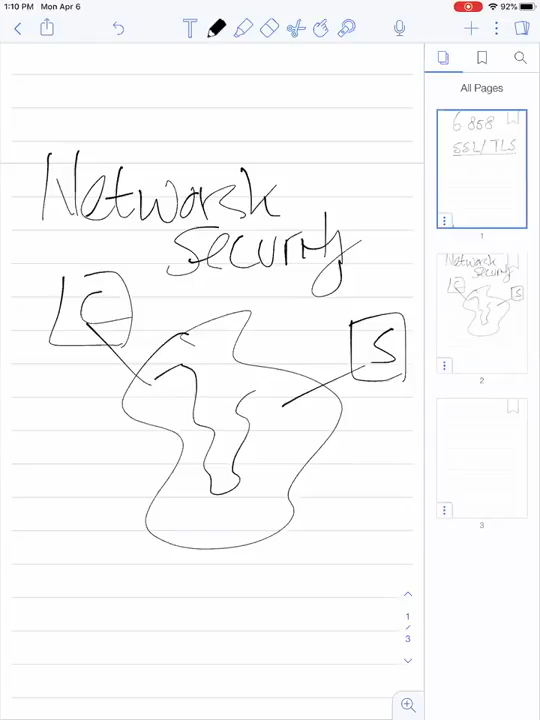 1:10 PM Mon Apr 6
92%
T
All Pages
6 858
SSL/TLS
1
Network
Security
C
S
Network
Security
C
S
2
1
/
3
3